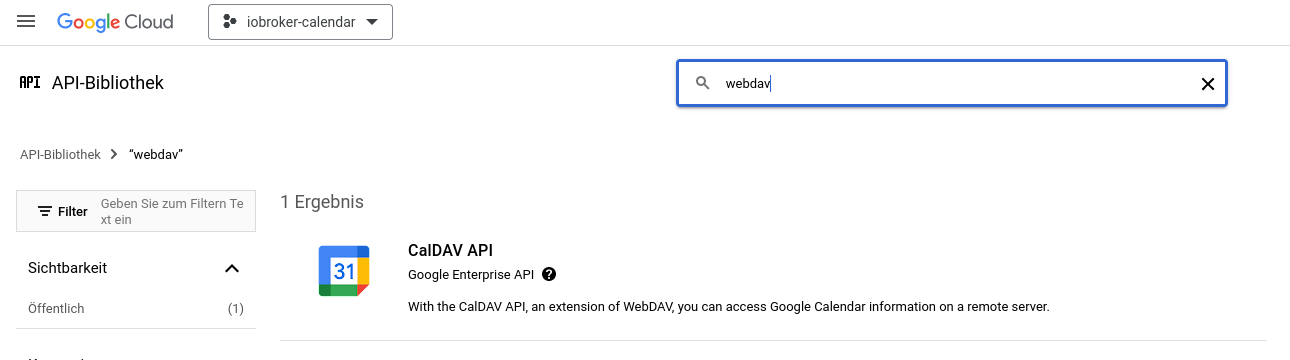 Google Cloud
iobroker-calendar
API API-Bibliothek
webdav
API-Bibliothek
“webdav”
Filter
Geben Sie zum Filtern Te
xt ein
1 Ergebnis
Sichtbarkeit
Öffentlich (1)
31
CalDAV API
Google Enterprise API
With the CalDAV API, an extension of WebDAV, you can access Google Calendar information on a remote server.